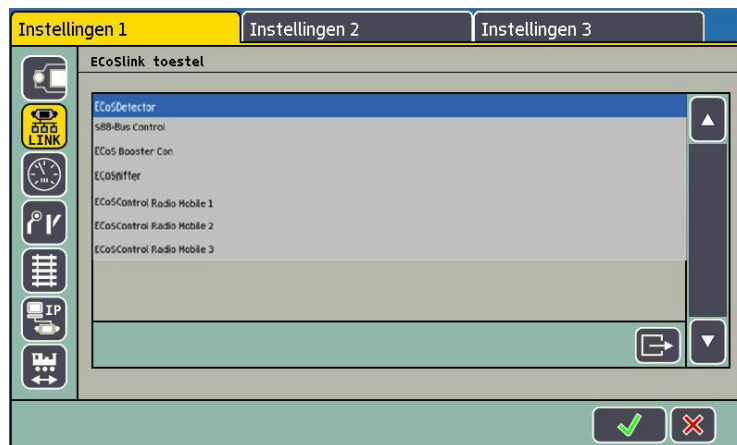 Instellingen 1
Instellingen 2
Instellingen 3
ECoSlink toestel
ECoSDetector
S88-Bus Control
ECoS Booster Con
ECoSniffer
ECoSControl Radio Mobile 1
ECoSControl Radio Mobile 2
ECoSControl Radio Mobile 3
LINK
IP